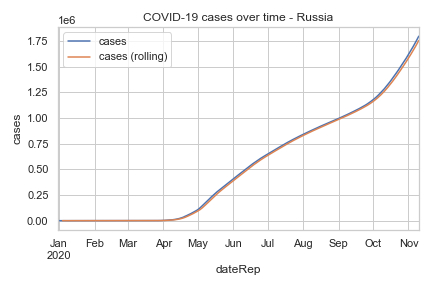 COVID-19 cases over time - Russia
1e6
cases
cases (rolling)
1.75
1.50
1.25
1.00
0.75
0.50
0.25
0.00
cases
Jan Feb Mar Apr May Jun Jul Aug Sep Oct Nov
2020
dateRep